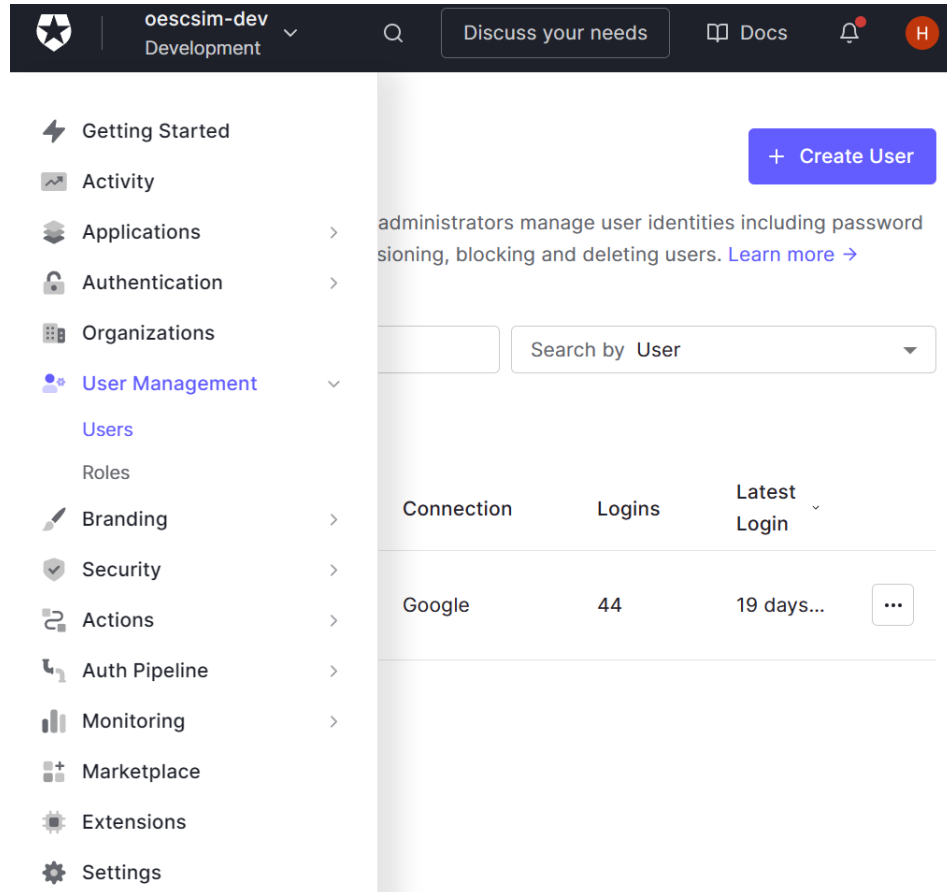 oescsim-dev
Development
Discuss your needs
Docs
H
Getting Started
Activity
Applications
Authentication
Organizations
User Management
Users
Roles
Branding
Security
Actions
Auth Pipeline
Monitoring
Marketplace
Extensions
Settings
+ Create User
administrators manage user identities including password
sioning, blocking and deleting users. Learn more →
Search by User
Connection
Logins
Latest
Login
Google
44
19 days...